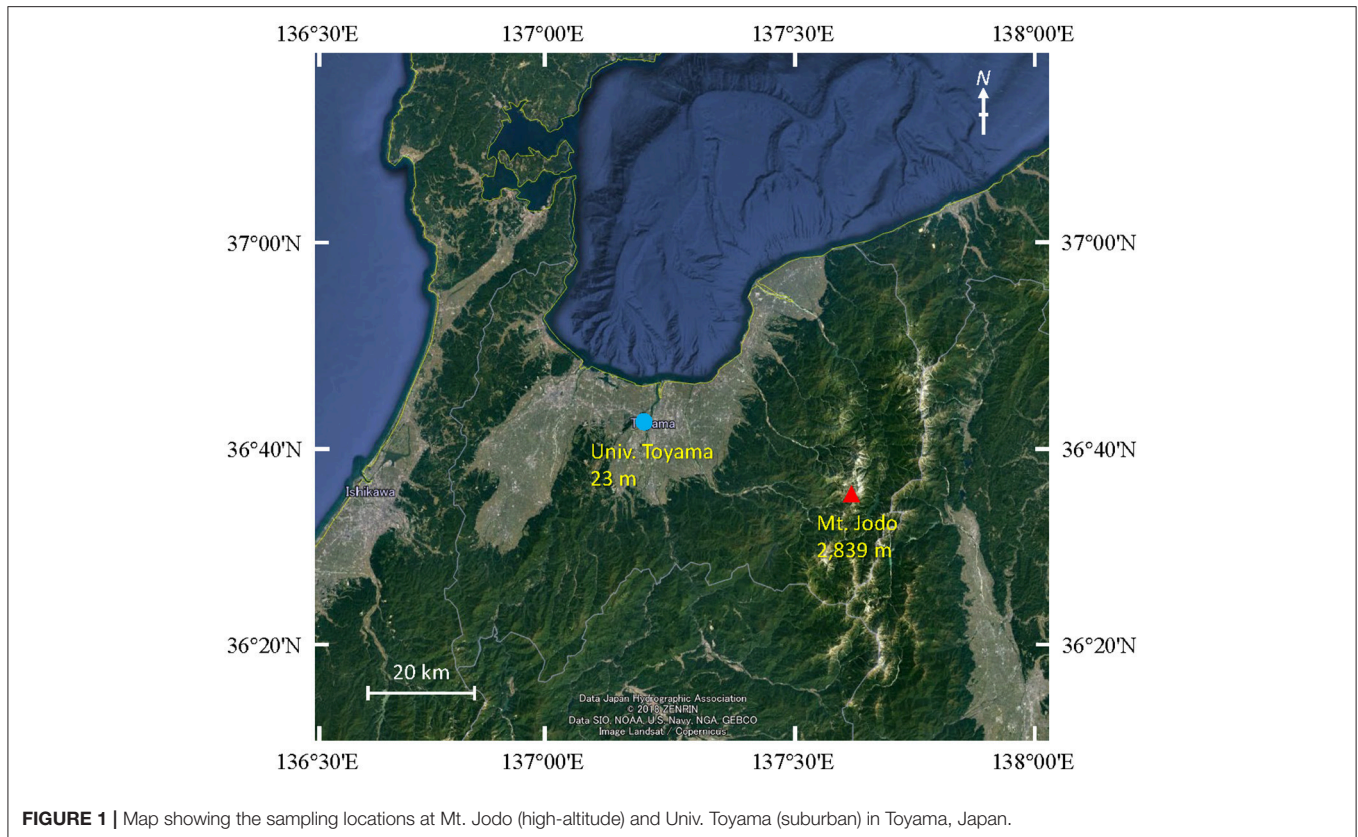 136°30'E 137°00'E 137°30'E 138°00'E
N
37°00'N 37°00'N
Toyama
Univ. Toyama
23 m
36°40'N 36°40'N
Ishikawa
Mt. Jodo
2,839 m
36°20'N 36°20'N
20 km
Data Japan Hydrographic Association
© 2018 ZENRIN
Data SIO, NOAA, U.S. Navy, NGA, GEBCO
Image Landsat / Copernicus
136°30'E 137°00'E 137°30'E 138°00'E
FIGURE 1 | Map showing the sampling locations at Mt. Jodo (high-altitude) and Univ. Toyama (suburban) in Toyama, Japan.